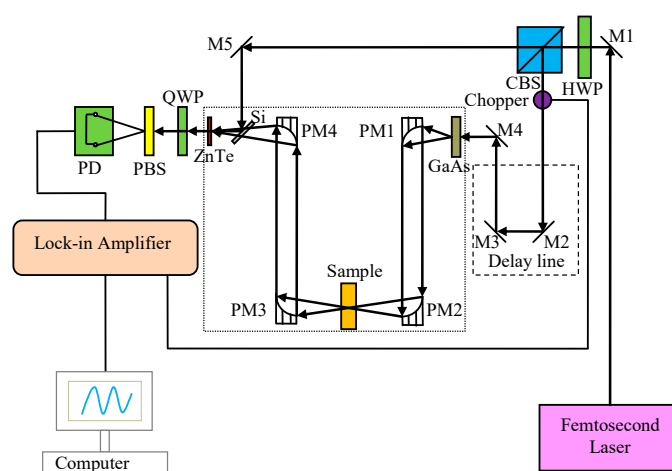 M5
M1
CBS
HWP
QWP
Chopper
Si
PM4
PM1
M4
PD
PBS
ZnTe
GaAs
M3
M2
Lock-in Amplifier
Delay line
Sample
PM3
PM2
Femtosecond
Laser
Computer